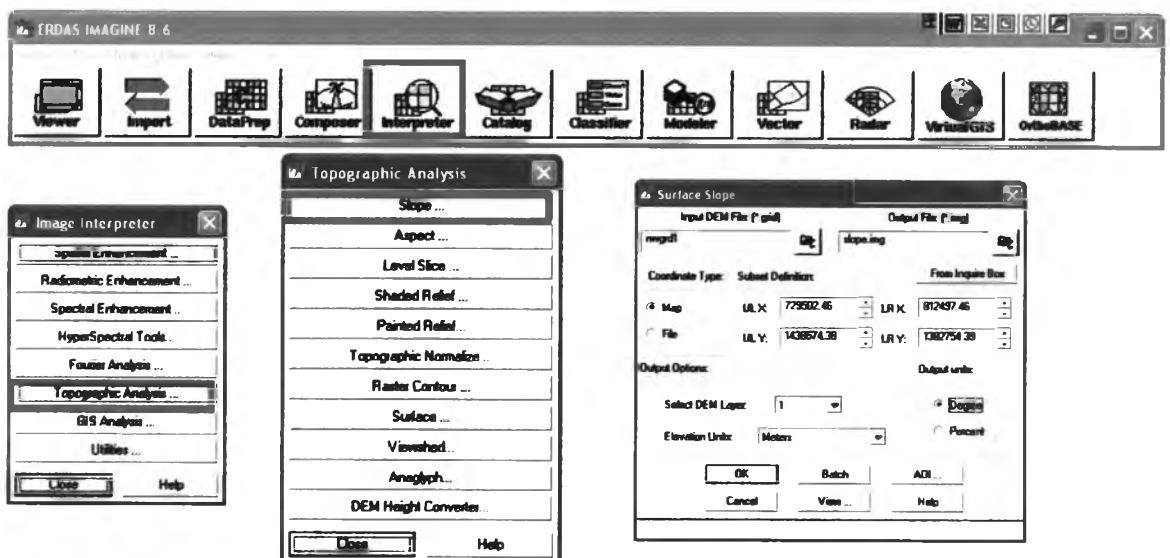 ERDAS IMAGINE 8.6
Viewer Import DataPrep Composer Interpreter Catalog Classifier Modeler Vector Radar VirtualGIS OrthoBASE
Image Interpreter
Spatial Enhancement ...
Radiometric Enhancement ...
Spectral Enhancement ...
HyperSpectral Tools...
Fourier Analysis ...
Topographic Analysis ...
GIS Analysis ...
Utilities ...
Close Help
Topographic Analysis
Slope ...
Aspect ...
Level Slice ...
Shaded Relief ...
Painted Relief...
Topographic Normalize ...
Raster Contour ...
Surface ...
Viewshed...
Anaglyph...
DEM Height Converter...
Close Help
Surface Slope
Input DEM File: (*.grid) Output File: (*.img)
slope.img
Coordinate Type: Subset Definition: From Inquire Box
Map UL X: 729502.46 LR X: 812497.46
File UL Y: 1438574.38 LR Y: 1382754.39
Output Options: Output units:
Select DEM Layer: 1 Degree
Elevation Units: Meters Percent
OK Batch AOI ...
Cancel View ... Help